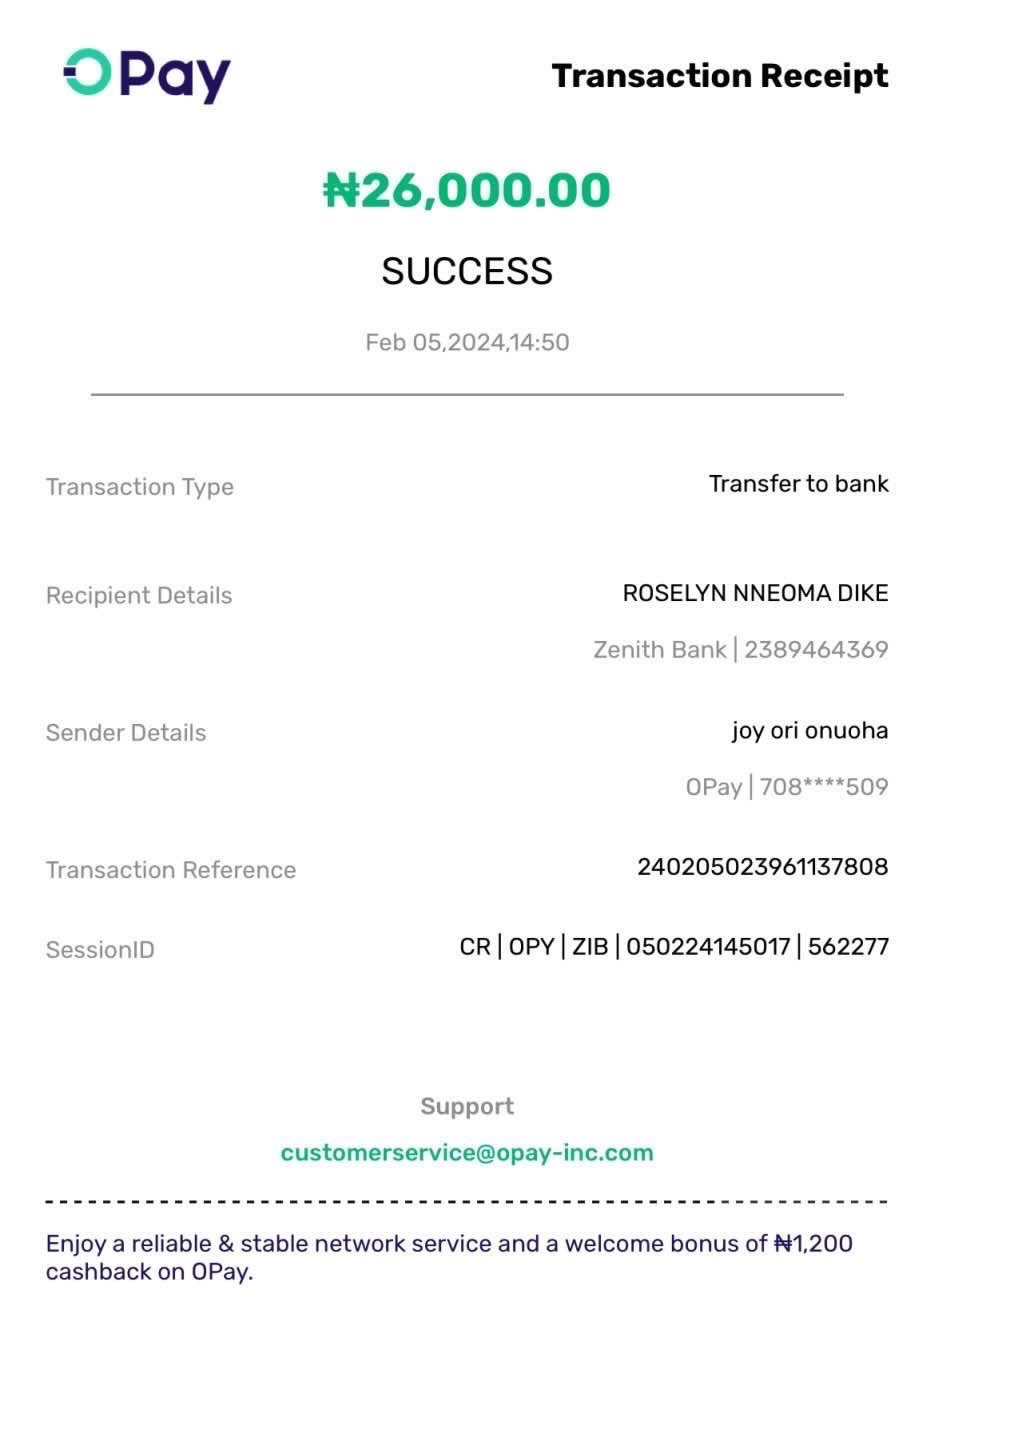 OPay
Transaction Receipt
₦26,000.00
SUCCESS
Feb 05,2024,14:50
Transaction Type
Transfer to bank
Recipient Details
ROSELYN NNEOMA DIKE
Zenith Bank | 2389464369
Sender Details
joy ori onuoha
OPay | 708****509
Transaction Reference
240205023961137808
SessionID
CR | OPY | ZIB | 050224145017 | 562277
Support
customerservice@opay-inc.com
Enjoy a reliable & stable network service and a welcome bonus of ₦1,200
cashback on OPay.